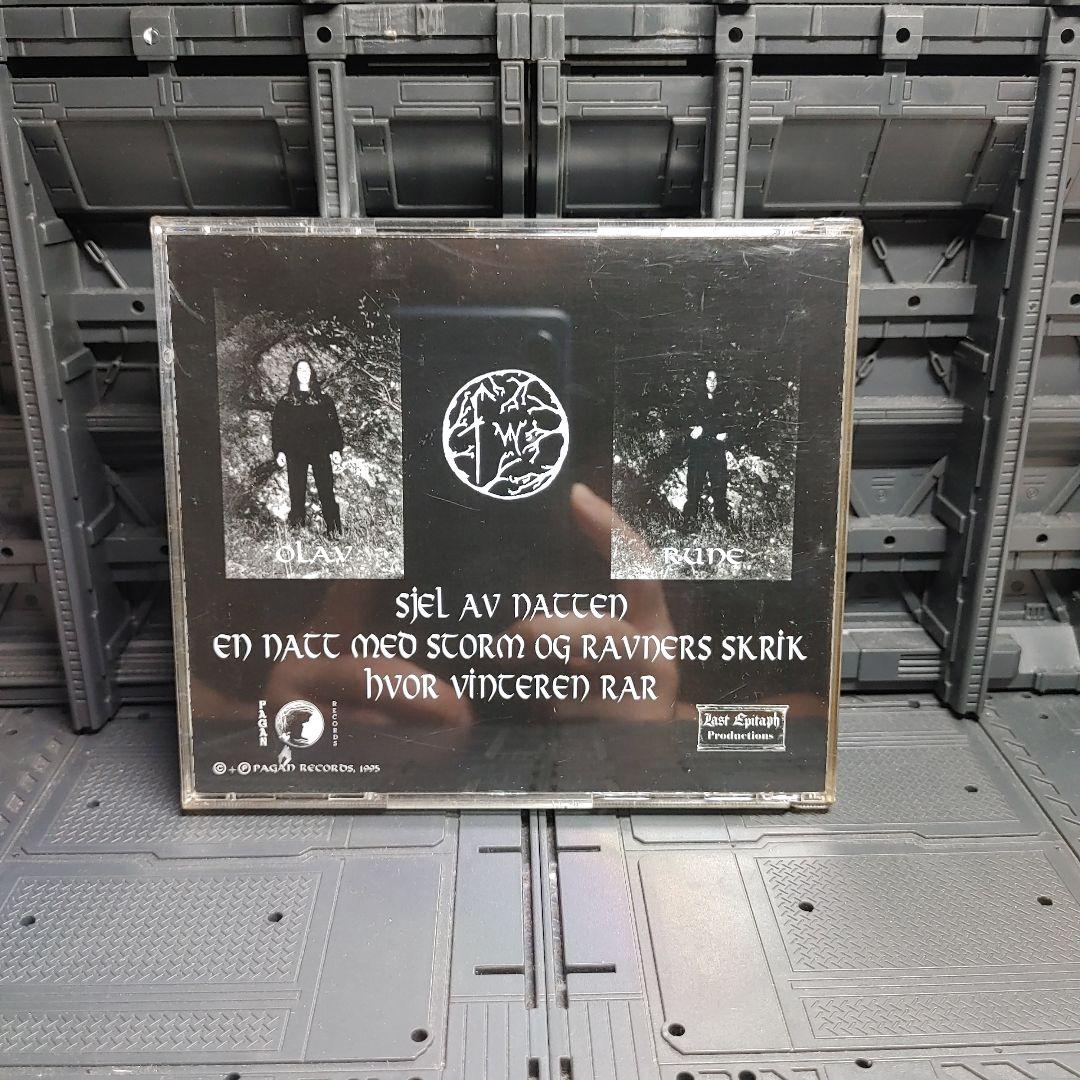 OLAV
RUNE
SJEL AV NATTEN
EN NATT MED STORM OG RAVNERS SKRIK
HVOR VINTEREN RAR
PAGAN RECORDS
Last Epitaph
Productions
©+℗ PAGAN RECORDS, 1995